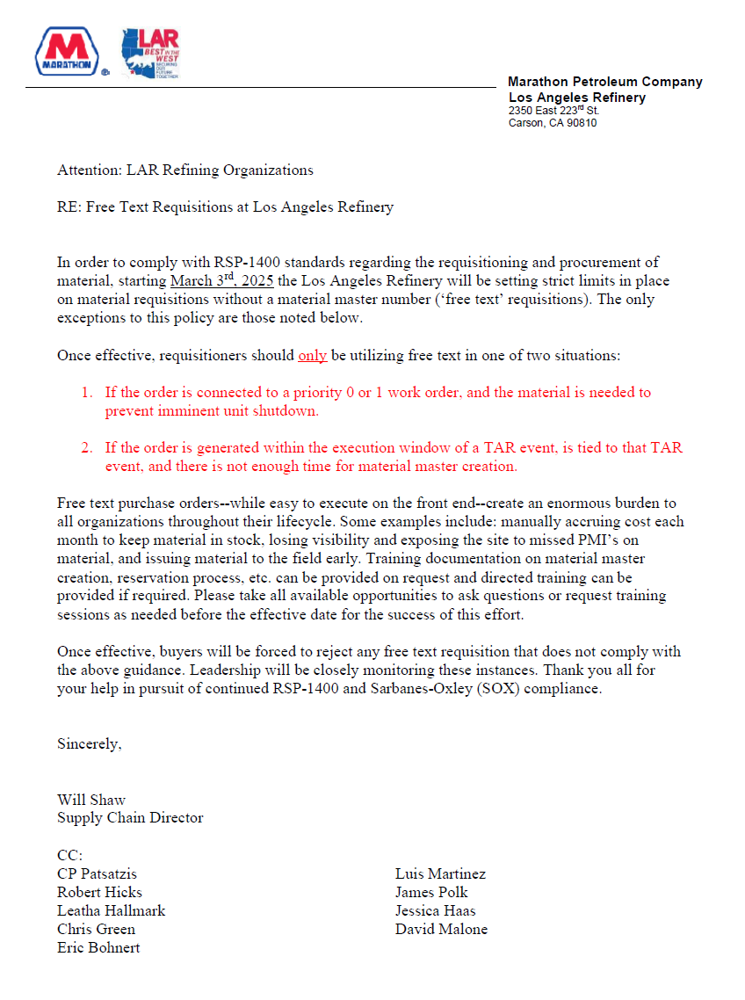 MARATHON
LAR
BEST IN THE
WEST
SECURING
OUR
FUTURE
TOGETHER
Marathon Petroleum Company
Los Angeles Refinery
2350 East 223rd St.
Carson, CA 90810
Attention: LAR Refining Organizations
RE: Free Text Requisitions at Los Angeles Refinery
In order to comply with RSP-1400 standards regarding the requisitioning and procurement of
material, starting March 3rd, 2025 the Los Angeles Refinery will be setting strict limits in place
on material requisitions without a material master number (‘free text’ requisitions). The only
exceptions to this policy are those noted below.
Once effective, requisitioners should only be utilizing free text in one of two situations:
1. If the order is connected to a priority 0 or 1 work order, and the material is needed to
prevent imminent unit shutdown.
2. If the order is generated within the execution window of a TAR event, is tied to that TAR
event, and there is not enough time for material master creation.
Free text purchase orders--while easy to execute on the front end--create an enormous burden to
all organizations throughout their lifecycle. Some examples include: manually accruing cost each
month to keep material in stock, losing visibility and exposing the site to missed PMI’s on
material, and issuing material to the field early. Training documentation on material master
creation, reservation process, etc. can be provided on request and directed training can be
provided if required. Please take all available opportunities to ask questions or request training
sessions as needed before the effective date for the success of this effort.
Once effective, buyers will be forced to reject any free text requisition that does not comply with
the above guidance. Leadership will be closely monitoring these instances. Thank you all for
your help in pursuit of continued RSP-1400 and Sarbanes-Oxley (SOX) compliance.
Sincerely,
Will Shaw
Supply Chain Director
CC:
CP Patsatzis
Robert Hicks
Leatha Hallmark
Chris Green
Eric Bohnert
Luis Martinez
James Polk
Jessica Haas
David Malone